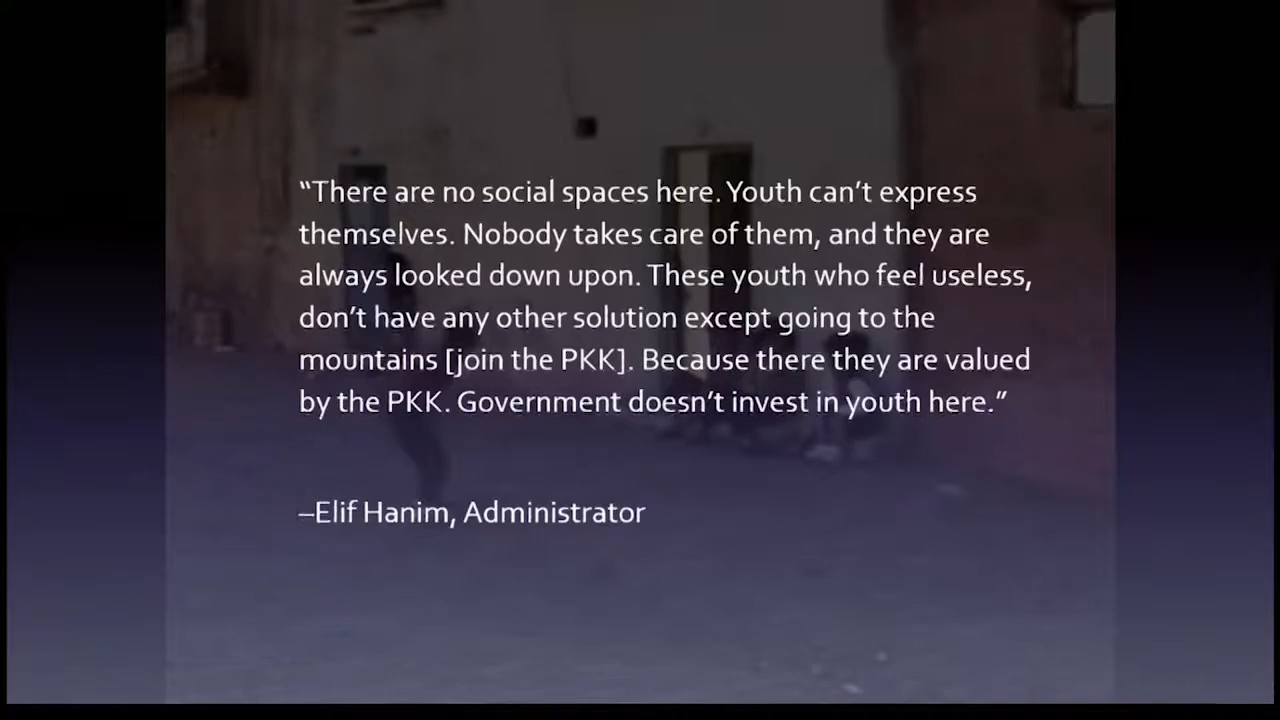 “There are no social spaces here. Youth can’t express
themselves. Nobody takes care of them, and they are
always looked down upon. These youth who feel useless,
don’t have any other solution except going to the
mountains [join the PKK]. Because there they are valued
by the PKK. Government doesn’t invest in youth here.”
–Elif Hanim, Administrator